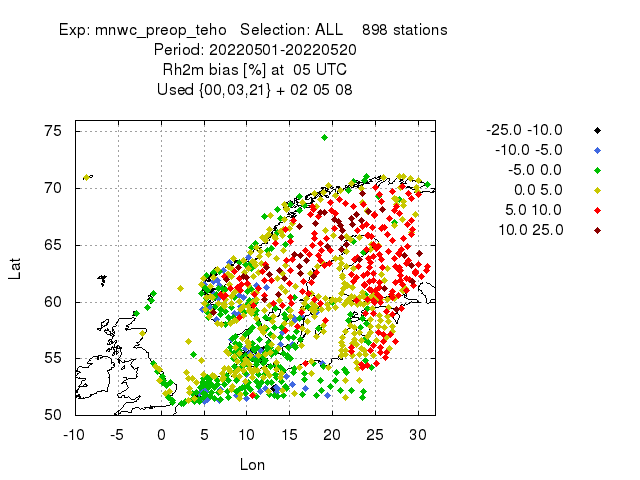 Exp: mnwc_preop_teho Selection: ALL 898 stations
Period: 20220501-20220520
Rh2m bias [%] at 05 UTC
Used {00,03,21} + 02 05 08
-25.0 -10.0
-10.0 -5.0
-5.0 0.0
0.0 5.0
5.0 10.0
10.0 25.0
75
70
65
60
55
50
Lat
-10 -5 0 5 10 15 20 25 30
Lon